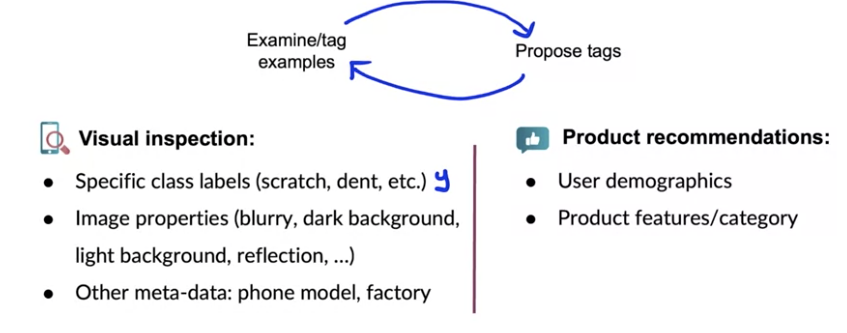 Examine/tag
examples
Propose tags
Visual inspection:
• Specific class labels (scratch, dent, etc.) y
• Image properties (blurry, dark background,
light background, reflection, ...)
• Other meta-data: phone model, factory
Product recommendations:
• User demographics
• Product features/category